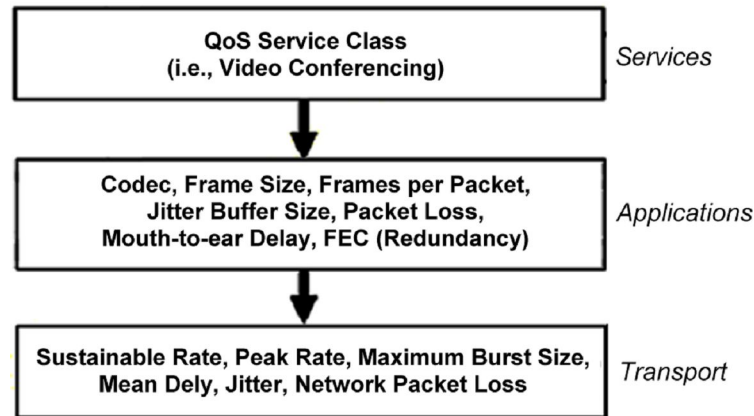 QoS Service Class
(i.e., Video Conferencing)
Services
Codec, Frame Size, Frames per Packet,
Jitter Buffer Size, Packet Loss,
Mouth-to-ear Delay, FEC (Redundancy)
Applications
Sustainable Rate, Peak Rate, Maximum Burst Size,
Mean Dely, Jitter, Network Packet Loss
Transport